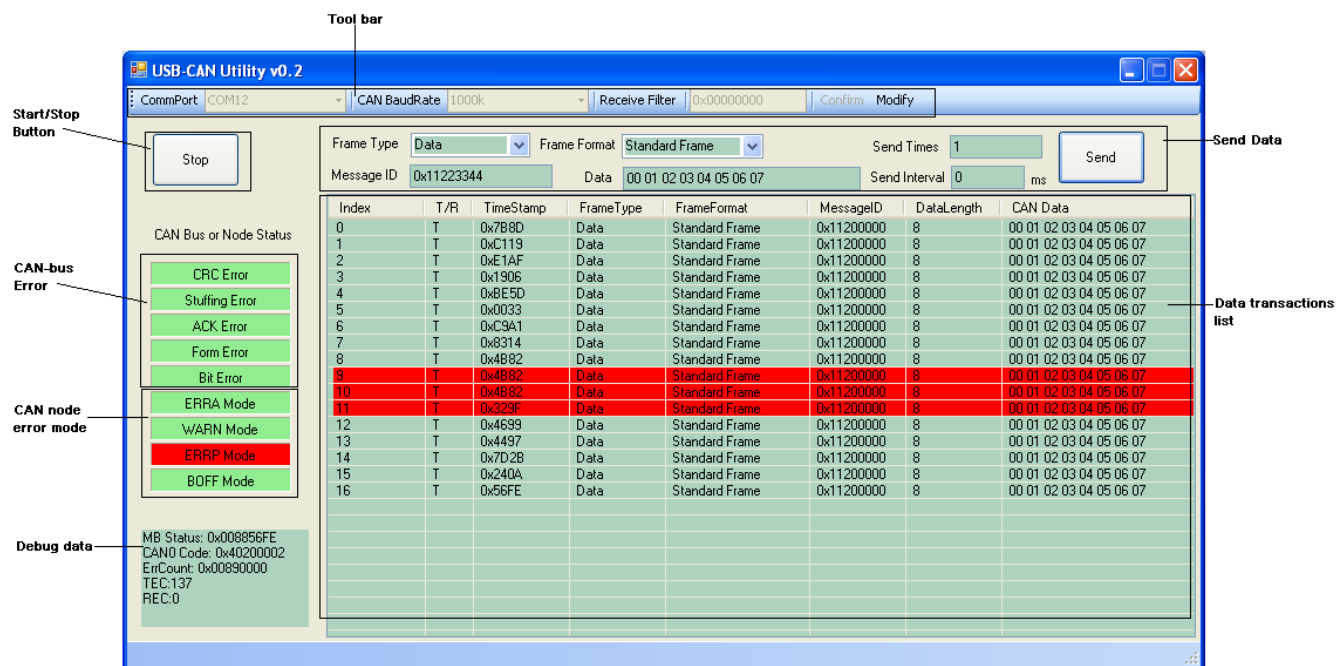 Tool bar
USB-CAN Utility v0.2
CommPort COM12 CAN BaudRate 1000k Receive Filter 0x00000000 Confirm Modify
Start/Stop
Button
Stop
Frame Type Data Frame Format Standard Frame Send Times 1 Send
Message ID 0x11223344 Data 00 01 02 03 04 05 06 07 Send Interval 0 ms
Send Data
CAN Bus or Node Status
CAN-bus
Error
CRC Error
Stuffing Error
ACK Error
Form Error
Bit Error
CAN node
error mode
ERRA Mode
WARN Mode
ERRP Mode
BOFF Mode
Debug data
MB Status: 0x008856FE
CAN0 Code: 0x40200002
ErrCount: 0x00890000
TEC:137
REC:0
Index T/R TimeStamp FrameType FrameFormat MessageID DataLength CAN Data
0 T 0x7B8D Data Standard Frame 0x11200000 8 00 01 02 03 04 05 06 07
1 T 0xC119 Data Standard Frame 0x11200000 8 00 01 02 03 04 05 06 07
2 T 0xE1AF Data Standard Frame 0x11200000 8 00 01 02 03 04 05 06 07
3 T 0x1906 Data Standard Frame 0x11200000 8 00 01 02 03 04 05 06 07
4 T 0xBE5D Data Standard Frame 0x11200000 8 00 01 02 03 04 05 06 07
5 T 0x0033 Data Standard Frame 0x11200000 8 00 01 02 03 04 05 06 07
6 T 0xC9A1 Data Standard Frame 0x11200000 8 00 01 02 03 04 05 06 07
7 T 0x8314 Data Standard Frame 0x11200000 8 00 01 02 03 04 05 06 07
8 T 0x4B82 Data Standard Frame 0x11200000 8 00 01 02 03 04 05 06 07
9 T 0x4B82 Data Standard Frame 0x11200000 8 00 01 02 03 04 05 06 07
10 T 0x4B82 Data Standard Frame 0x11200000 8 00 01 02 03 04 05 06 07
11 T 0x329F Data Standard Frame 0x11200000 8 00 01 02 03 04 05 06 07
12 T 0x4699 Data Standard Frame 0x11200000 8 00 01 02 03 04 05 06 07
13 T 0x4497 Data Standard Frame 0x11200000 8 00 01 02 03 04 05 06 07
14 T 0x7D2B Data Standard Frame 0x11200000 8 00 01 02 03 04 05 06 07
15 T 0x240A Data Standard Frame 0x11200000 8 00 01 02 03 04 05 06 07
16 T 0x56FE Data Standard Frame 0x11200000 8 00 01 02 03 04 05 06 07
Data transactions
list